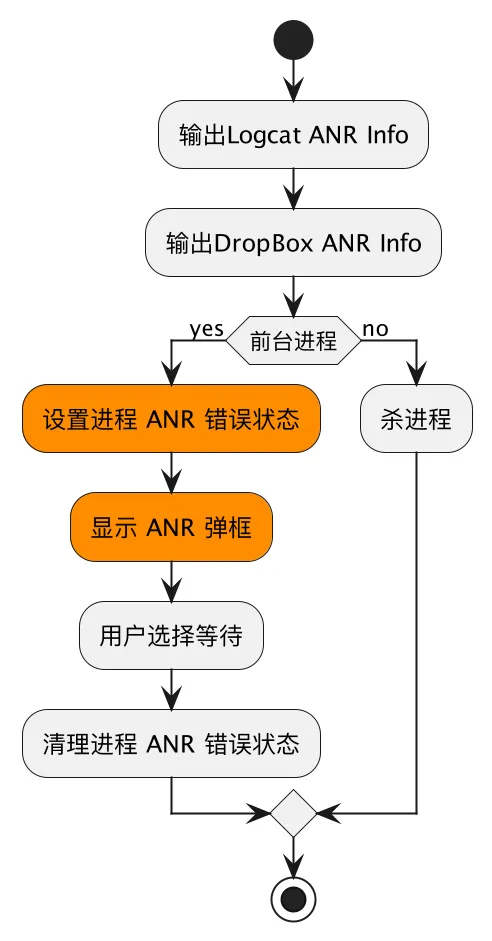 输出Logcat ANR Info
输出DropBox ANR Info
yes
前台进程
no
设置进程 ANR 错误状态
杀进程
显示 ANR 弹框
用户选择等待
清理进程 ANR 错误状态